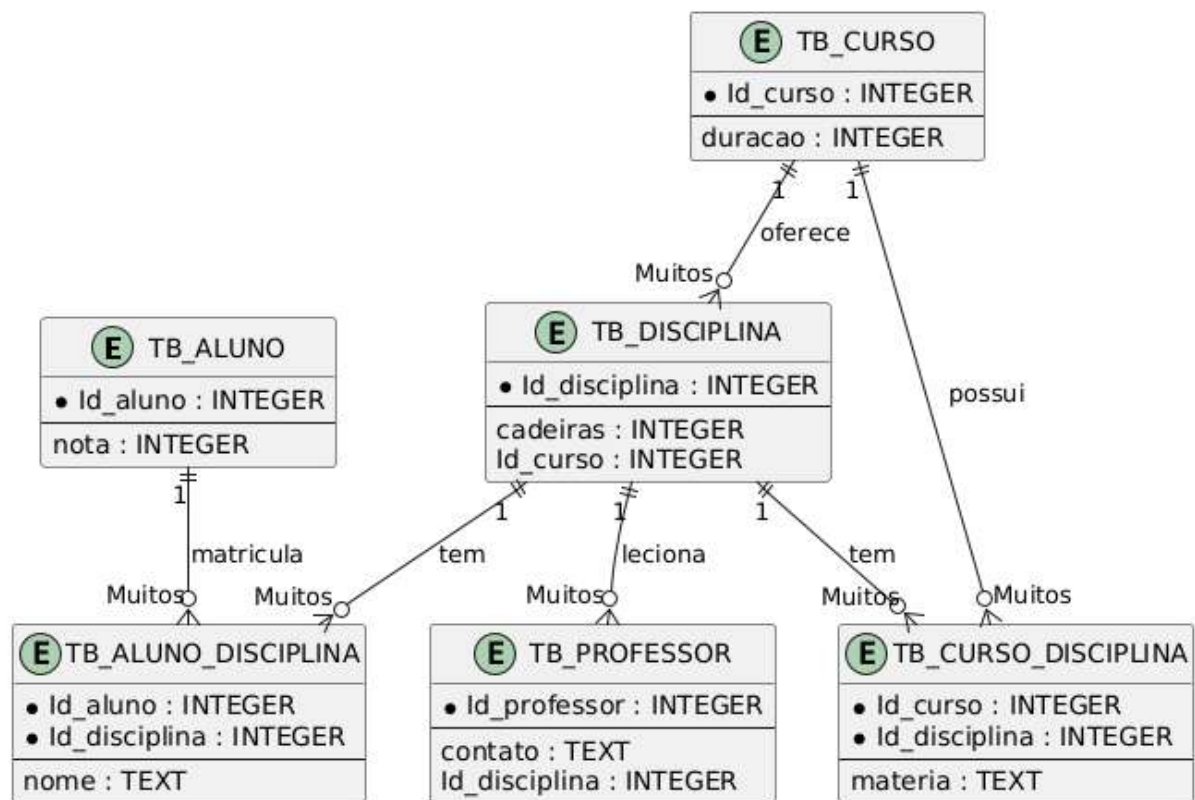 E TB_CURSO
Id_curso : INTEGER
duracao : INTEGER
1 1
oferece
Muitos
E TB_DISCIPLINA
Id_disciplina : INTEGER
cadeiras : INTEGER
Id_curso : INTEGER
E TB_ALUNO
Id_aluno : INTEGER
nota : INTEGER
possui
1 1 1 1
matricula tem leciona tem
Muitos Muitos Muitos Muitos Muitos
E TB_ALUNO_DISCIPLINA
Id_aluno : INTEGER
Id_disciplina : INTEGER
nome : TEXT
E TB_PROFESSOR
Id_professor : INTEGER
contato : TEXT
Id_disciplina : INTEGER
E TB_CURSO_DISCIPLINA
Id_curso : INTEGER
Id_disciplina : INTEGER
materia : TEXT